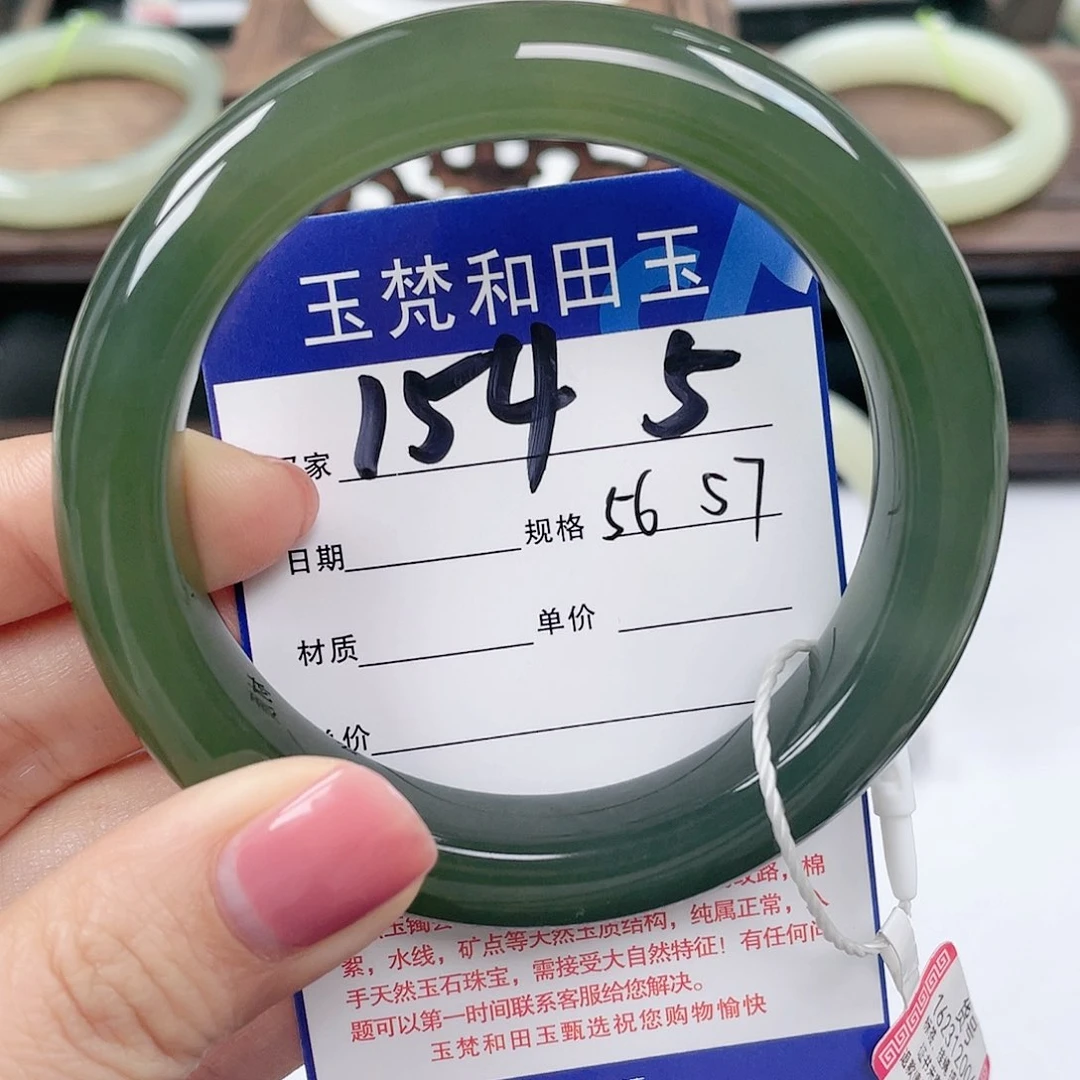 玉梵和田玉
154 5
家
日期 规格 56 57
材质 单价
价
路，棉
絮，水线，矿点等天然玉质结构，纯属正常，
手天然玉石珠宝，需接受大自然特征！有任何问
题可以第一时间联系客服给您解决。
玉梵和田玉甄选祝您购物愉快